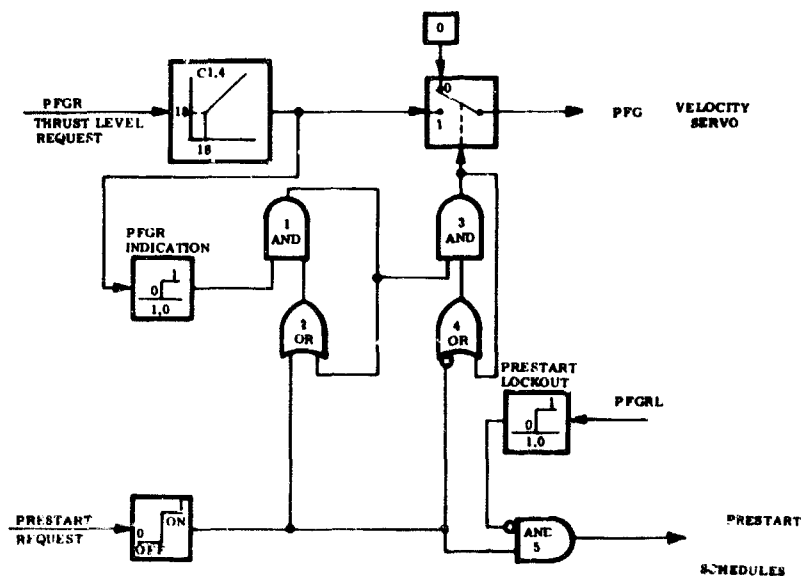 0
C1,4
18
18
PFGR
THRUST LEVEL
REQUEST
0
1
PFG
VELOCITY
SERVO
PFGR
INDICATION
1
0
1,0
1
AND
3
AND
2
OR
4
OR
PRESTART
LOCKOUT
1
0
1,0
PFGRL
PRESTART
REQUEST
1
ON
0
OFF
AND
5
PRESTART
SCHEDULES